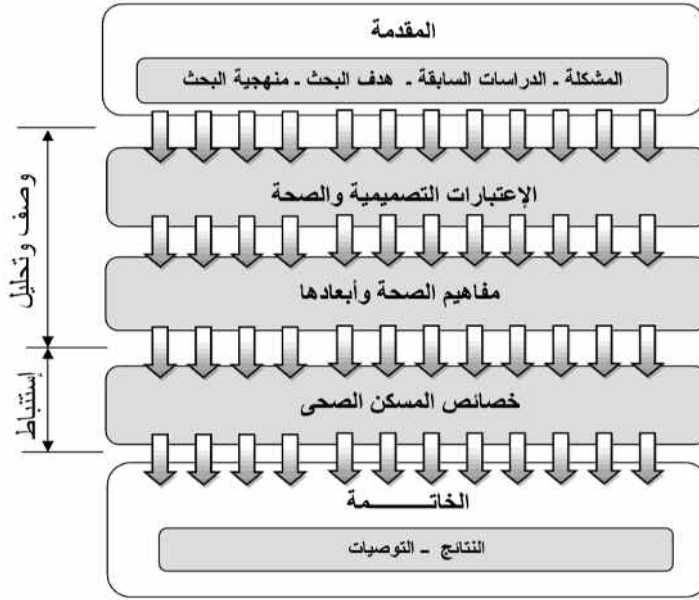 المقدمة
المشكلة ـ الدراسات السابقة ـ هدف البحث ـ منهجية البحث
وصف وتحليل
الإعتبارات التصميمية والصحة
مفاهيم الصحة وأبعادها
إستنباط
خصائص المسكن الصحى
الخاتـــــــمة
النتائج ـ التوصيات